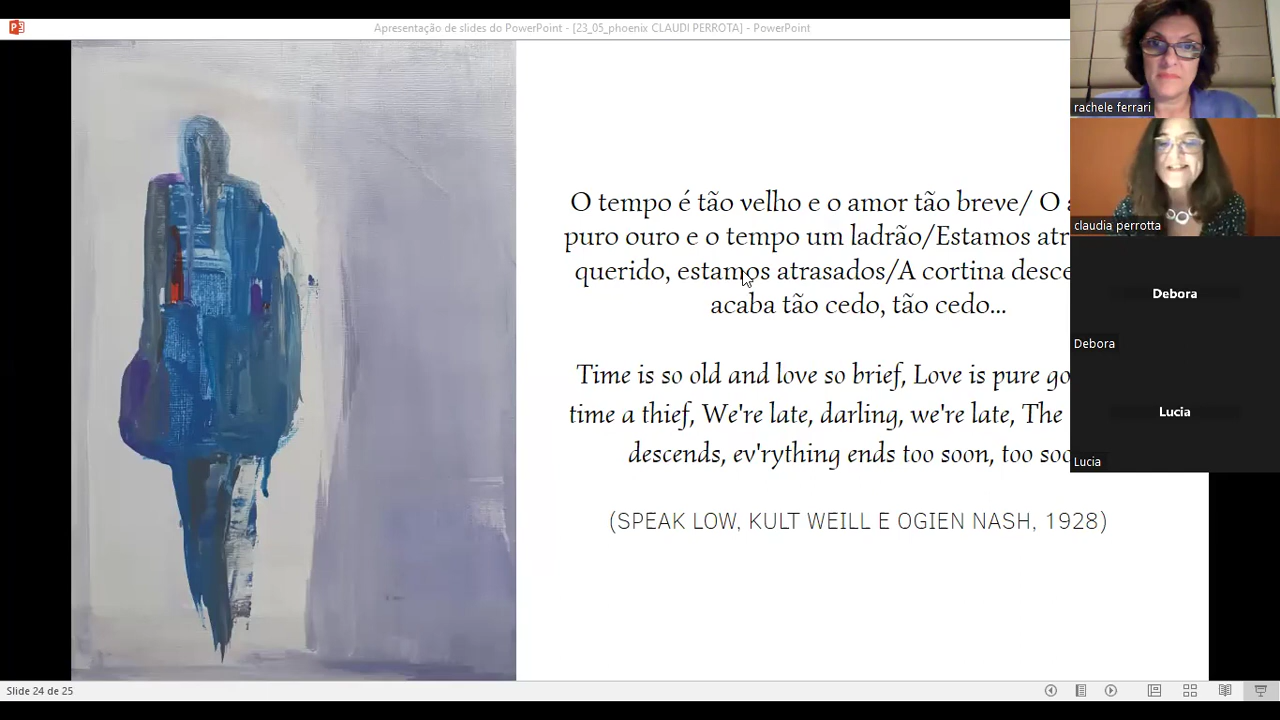 Apresentação de slides do PowerPoint - [23_05_phoenix CLAUDI PERROTA] - PowerPoint
rachele ferrari
claudia perrotta
Debora
Debora
Lucia
Lucia
O tempo é tão velho e o amor tão breve/ O
puro ouro e o tempo um ladrão/Estamos
querido, estamos atrasados/A cortina
acaba tão cedo, tão cedo...
Time is so old and love so brief, Love is pure
time a thief, We're late, darling, we're late, The
descends, ev'rything ends too soon, too
(SPEAK LOW, KULT WEILL E OGIEN NASH, 1928)
Slide 24 de 25